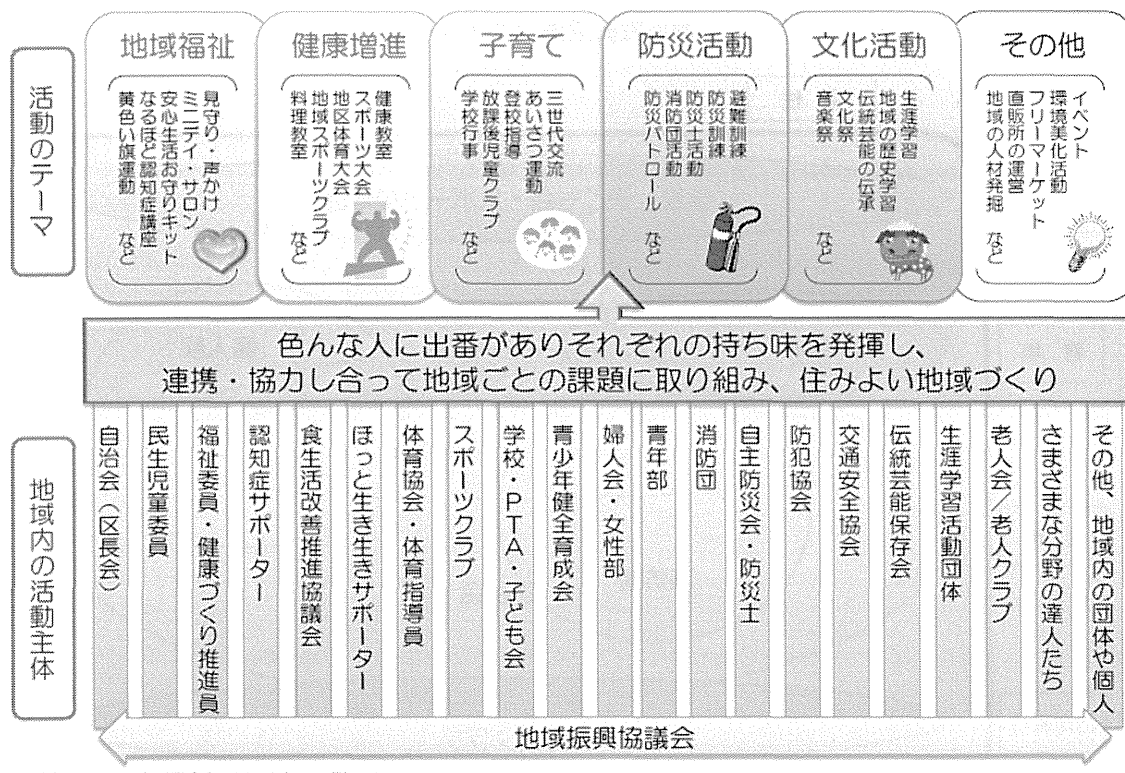 活動のテーマ
地域福祉
見守り・声かけ
ミニデイ・サロン
安心生活お守りキット
なるほど認知症講座
黄色い旗運動
など
健康増進
健康教室
スポーツ大会
地区体育大会
地域スポーツクラブ
料理教室
など
子育て
三世代交流
あいさつ運動
登校指導
放課後児童クラブ
学校行事
など
防災活動
避難訓練
防災訓練
防災士活動
消防団活動
防災パトロール
など
文化活動
生涯学習
地域の歴史学習
伝統芸能の伝承
文化祭
音楽祭
など
その他
イベント
環境美化活動
フリーマーケット
直販所の運営
地域の人材発掘
など
色んな人に出番がありそれぞれの持ち味を発揮し、
連携・協力し合って地域ごとの課題に取り組み、住みよい地域づくり
地域内の活動主体
自治会（区長会）
民生児童委員
福祉委員・健康づくり推進員
認知症サポーター
食生活改善推進協議会
ほっと生き生きサポーター
体育協会・体育指導員
スポーツクラブ
学校・PTA・子ども会
青少年健全育成会
婦人会・女性部
青年部
消防団
自主防災会・防災士
防犯協会
交通安全協会
伝統芸能保存会
生涯学習活動団体
老人会／老人クラブ
さまざまな分野の達人たち
その他、地域内の団体や個人
地域振興協議会